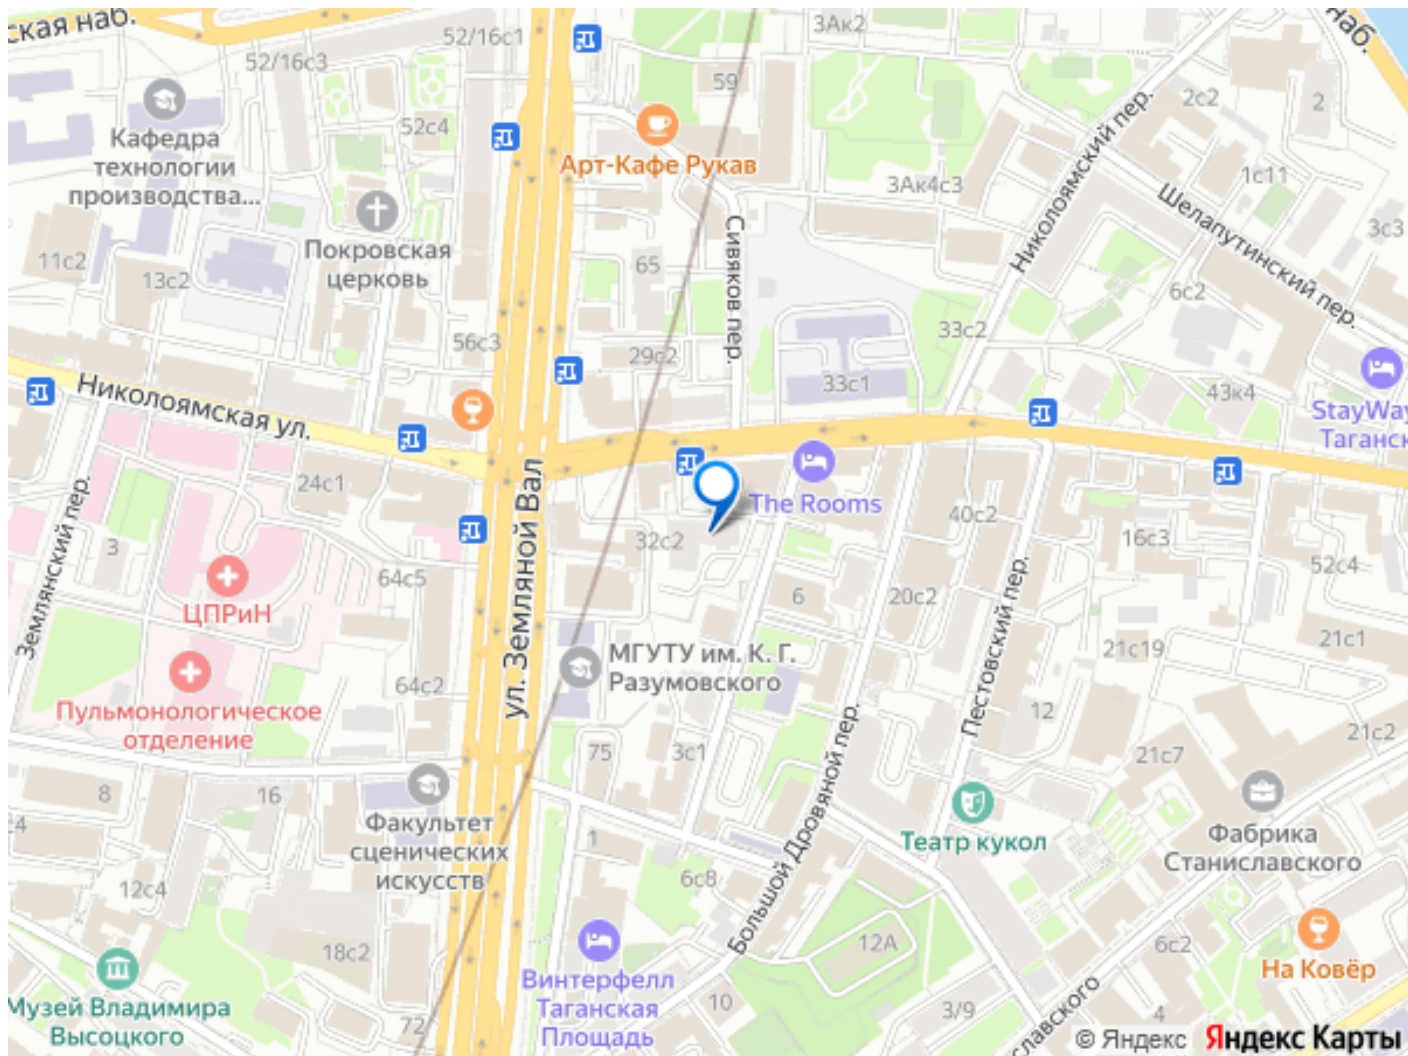 ская наб.
52/16с1
3Ак2
наб.
52/16с3
59
2с2
2
Кафедра
технологии
производства...
52с4
Арт-Кафе Рукав
Николоямский пер.
1с11
3Ак4с3
Шелапутинский пер.
3с3
Покровская
церковь
Сивяков пер.
11с2
13с2
65
6с2
56с3
29с2
33с2
33с1
43к4
Николоямская ул.
StayWay
Таганск
24с1
The Rooms
ул. Земляной Вал
Землянский пер.
3
32с2
40с2
16с3
52с4
64с5
ЦПРиН
6
20с2
21с1
21с19
МГУТУ им. К. Г.
Разумовского
Пестовский пер.
64с2
Пульмонологическое
отделение
12
21с2
21с7
75
3с1
Большой Дровяной пер.
8
16
24
Факультет
сценических
искусств
1
Театр кукол
Фабрика
Станиславского
12с4
6с8
18с2
12А
6с2
На Ковёр
Винтерфелл
Таганская
Площадь
Музей Владимира
Высоцкого
72
10
3/9
4
славского
© Яндекс Яндекс Карты